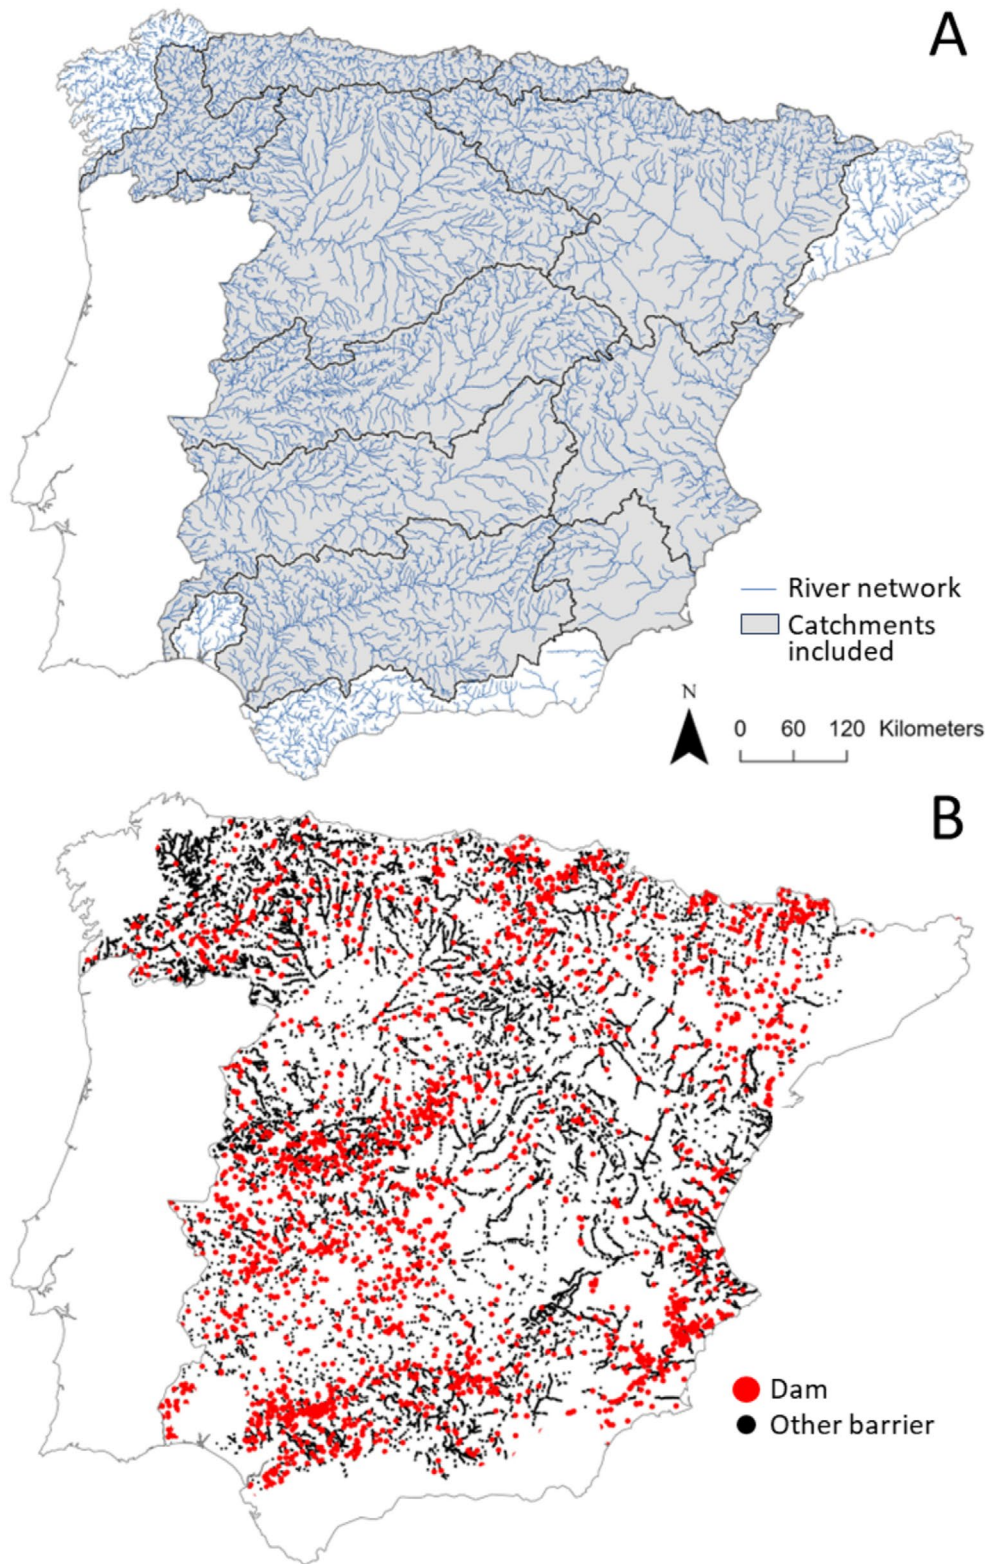 A
River network
Catchments
included
N
0 60 120 Kilometers
B
Dam
Other barrier